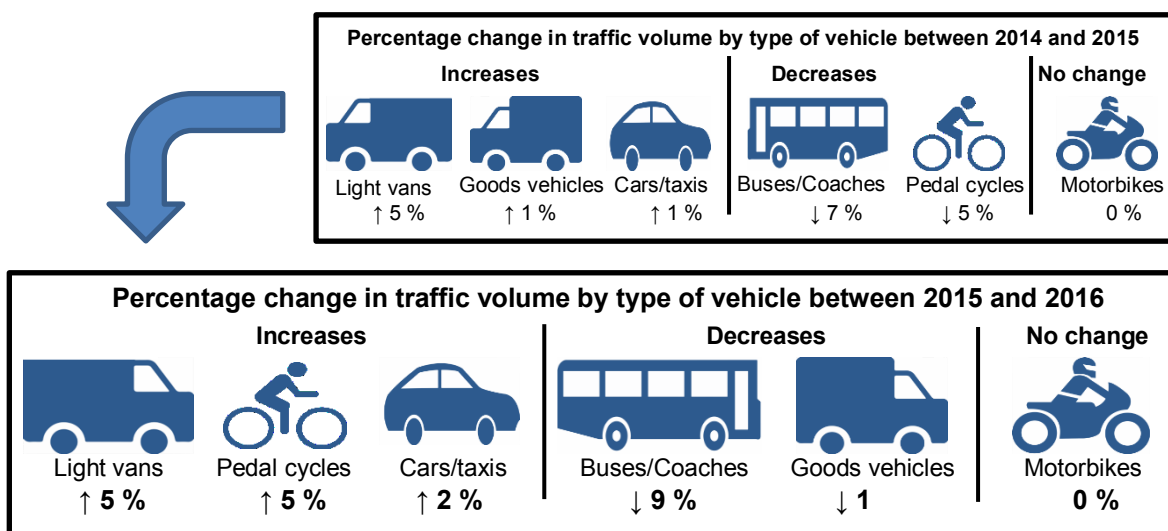 Percentage change in traffic volume by type of vehicle between 2014 and 2015
Increases Decreases No change
Light vans Goods vehicles Cars/taxis Buses/Coaches Pedal cycles Motorbikes
↑ 5 % ↑ 1 % ↑ 1 % ↓ 7 % ↓ 5 % 0 %
Percentage change in traffic volume by type of vehicle between 2015 and 2016
Increases Decreases No change
Light vans Pedal cycles Cars/taxis Buses/Coaches Goods vehicles Motorbikes
↑ 5 % ↑ 5 % ↑ 2 % ↓ 9 % ↓ 1 0 %